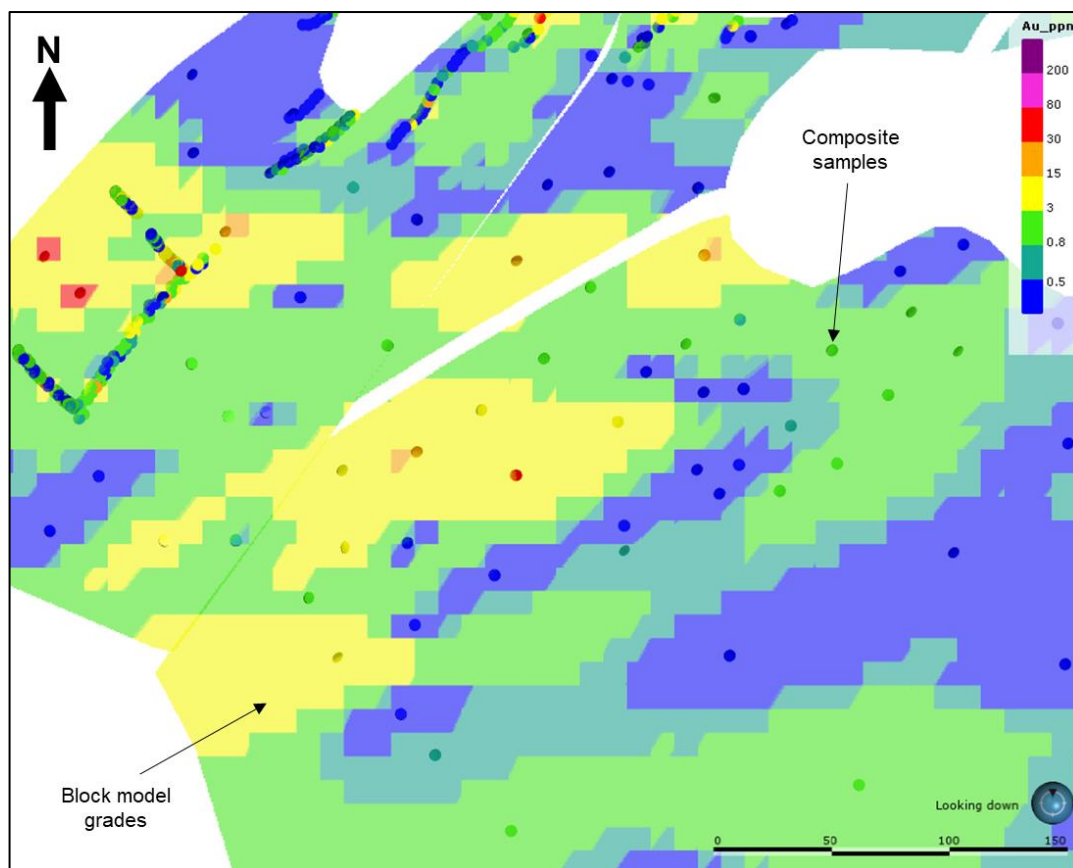 N
Au_ppm
200
80
30
15
3
0.8
0.5
Composite
samples
Block model
grades
Looking down
0 50 100 150